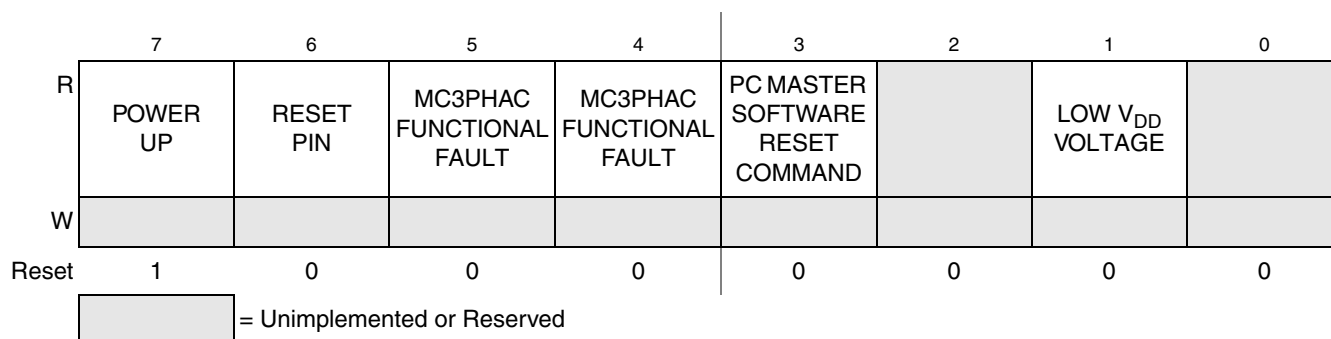 7 6 5 4 3 2 1 0
R
POWER
UP
RESET
PIN
MC3PHAC
FUNCTIONAL
FAULT
MC3PHAC
FUNCTIONAL
FAULT
PC MASTER
SOFTWARE
RESET
COMMAND
LOW VDD
VOLTAGE
W
Reset 1 0 0 0 0 0 0 0
= Unimplemented or Reserved